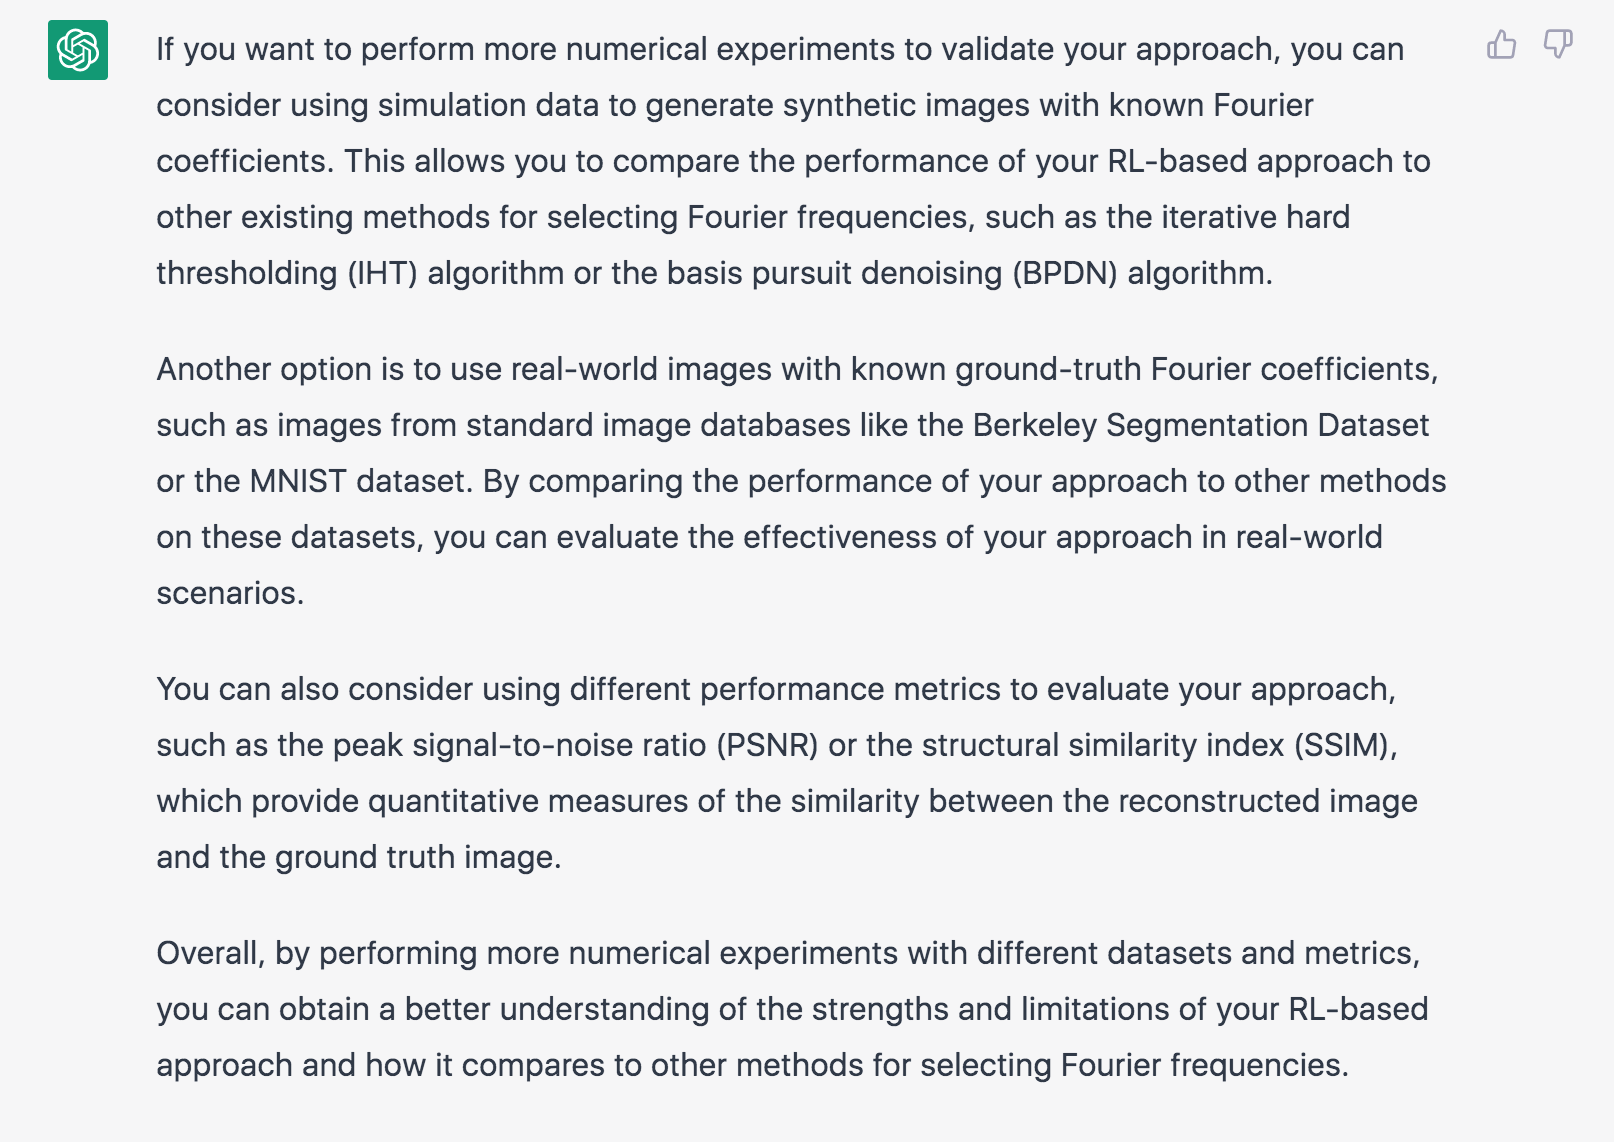 If you want to perform more numerical experiments to validate your approach, you can
consider using simulation data to generate synthetic images with known Fourier
coefficients. This allows you to compare the performance of your RL-based approach to
other existing methods for selecting Fourier frequencies, such as the iterative hard
thresholding (IHT) algorithm or the basis pursuit denoising (BPDN) algorithm.
Another option is to use real-world images with known ground-truth Fourier coefficients,
such as images from standard image databases like the Berkeley Segmentation Dataset
or the MNIST dataset. By comparing the performance of your approach to other methods
on these datasets, you can evaluate the effectiveness of your approach in real-world
scenarios.
You can also consider using different performance metrics to evaluate your approach,
such as the peak signal-to-noise ratio (PSNR) or the structural similarity index (SSIM),
which provide quantitative measures of the similarity between the reconstructed image
and the ground truth image.
Overall, by performing more numerical experiments with different datasets and metrics,
you can obtain a better understanding of the strengths and limitations of your RL-based
approach and how it compares to other methods for selecting Fourier frequencies.